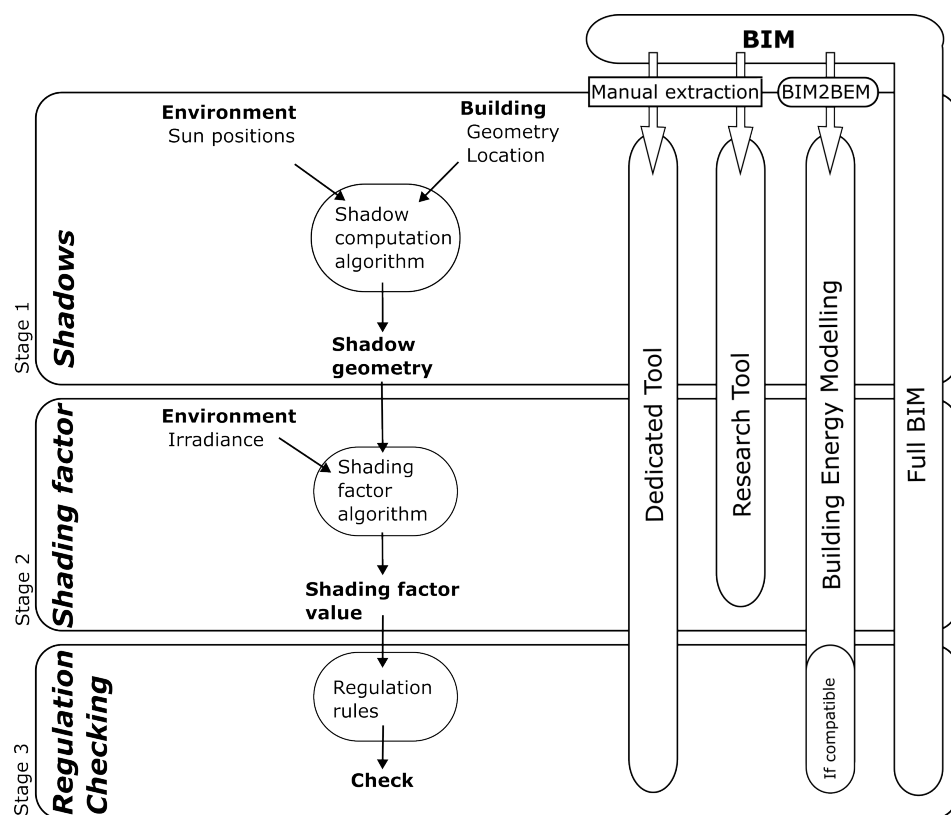 BIM
Manual extraction
BIM2BEM
Environment
Sun positions
Building
Geometry
Location
Shadow
computation
algorithm
Shadow
geometry
Stage 1
Shadows
Environment
Irradiance
Shading
factor
algorithm
Shading factor
value
Stage 2
Shading factor
Regulation
rules
Check
Stage 3
Regulation
Checking
Dedicated Tool
Research Tool
Building Energy Modelling
If compatible
Full BIM